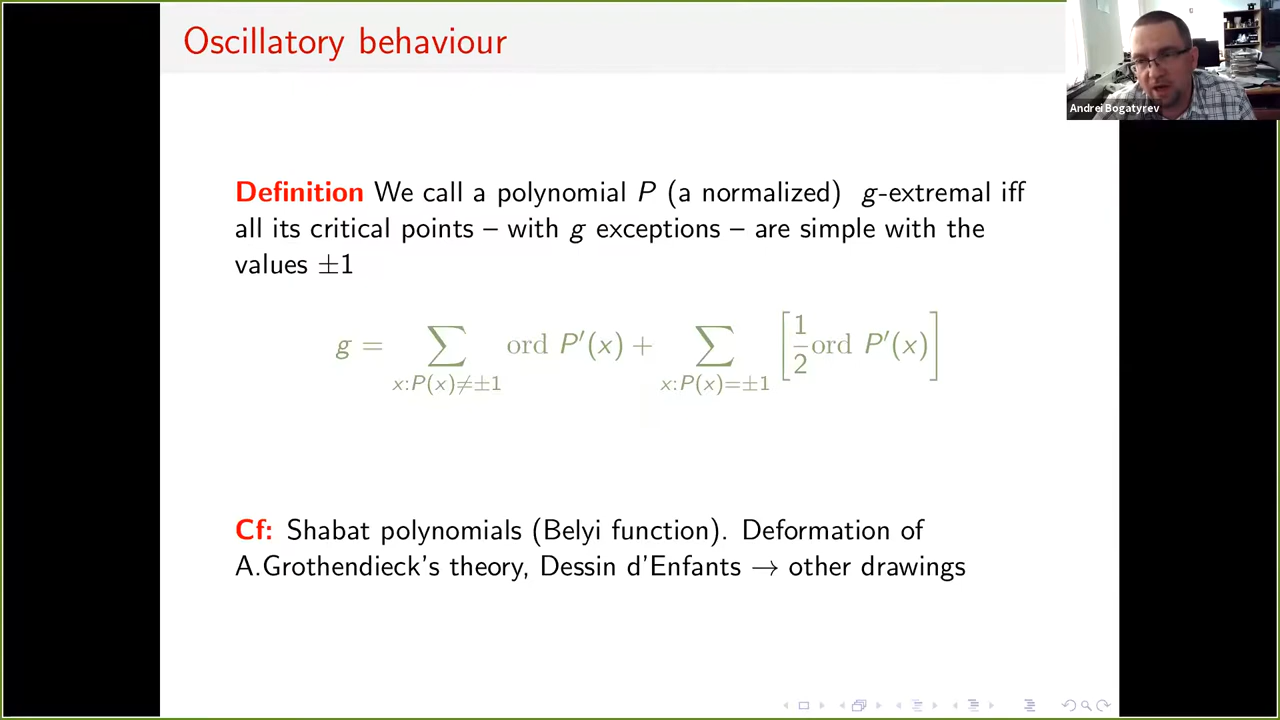 Oscillatory behaviour
Andrei Bogatyrev
Definition We call a polynomial P (a normalized) g-extremal iff
all its critical points – with g exceptions – are simple with the
values ±1
g = ∑ ord P′(x) + ∑ [1/2 ord P′(x)]
x:P(x)≠±1 x:P(x)=±1
Cf: Shabat polynomials (Belyi function). Deformation of
A.Grothendieck's theory, Dessin d'Enfants → other drawings